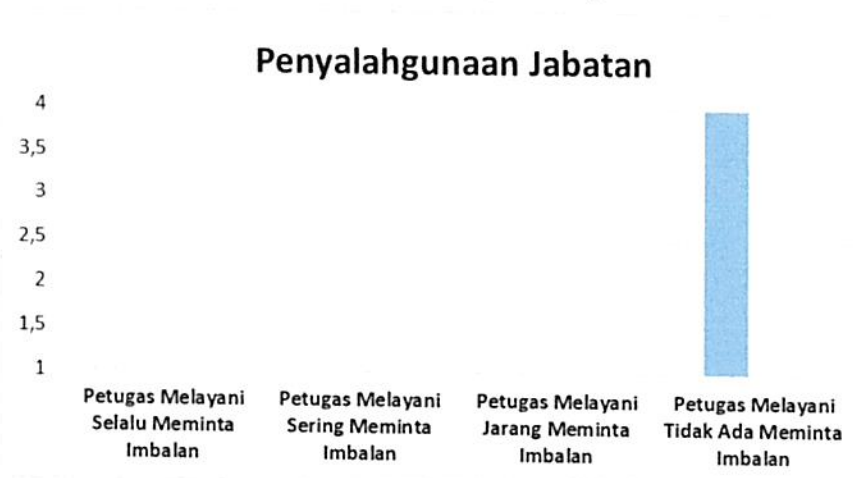 Penyalahgunaan Jabatan
4
3,5
3
2,5
2
1,5
1
Petugas Melayani
Selalu Meminta
Imbalan
Petugas Melayani
Sering Meminta
Imbalan
Petugas Melayani
Jarang Meminta
Imbalan
Petugas Melayani
Tidak Ada Meminta
Imbalan